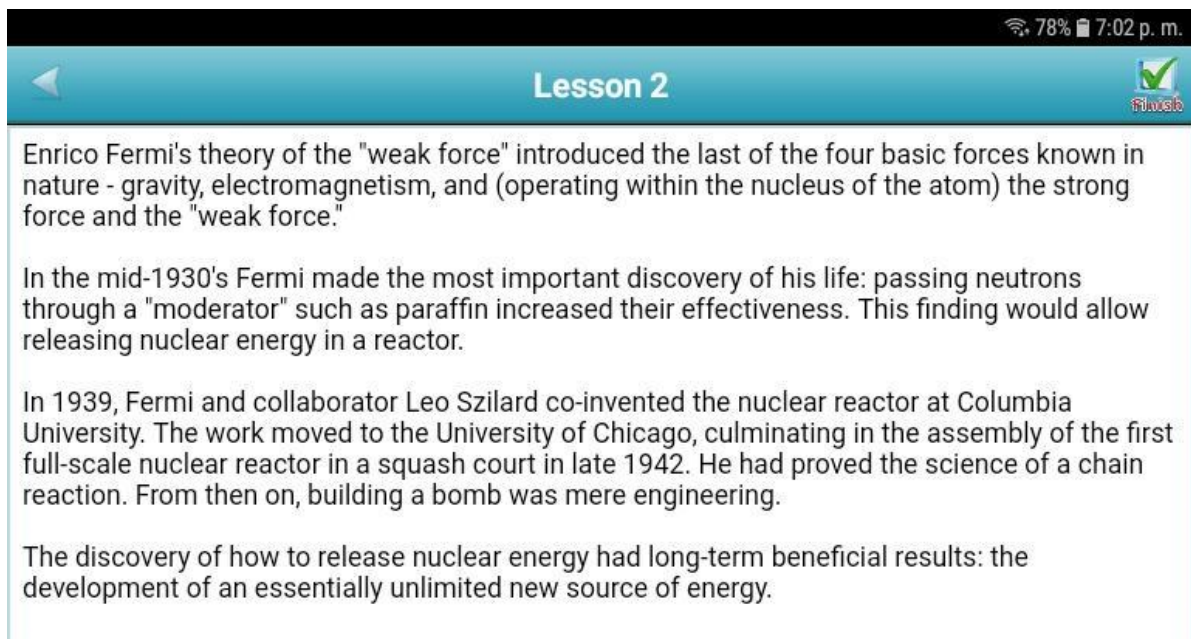 78% 7:02 p. m.
Lesson 2
Finish
Enrico Fermi's theory of the "weak force" introduced the last of the four basic forces known in
nature - gravity, electromagnetism, and (operating within the nucleus of the atom) the strong
force and the "weak force."
In the mid-1930's Fermi made the most important discovery of his life: passing neutrons
through a "moderator" such as paraffin increased their effectiveness. This finding would allow
releasing nuclear energy in a reactor.
In 1939, Fermi and collaborator Leo Szilard co-invented the nuclear reactor at Columbia
University. The work moved to the University of Chicago, culminating in the assembly of the first
full-scale nuclear reactor in a squash court in late 1942. He had proved the science of a chain
reaction. From then on, building a bomb was mere engineering.
The discovery of how to release nuclear energy had long-term beneficial results: the
development of an essentially unlimited new source of energy.